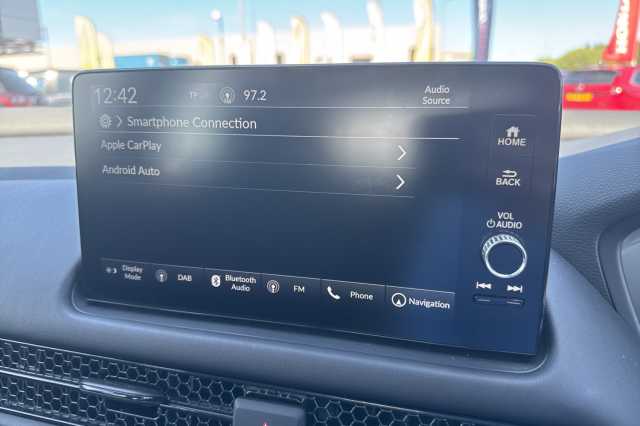 12:42
97.2
Audio
Source
Smartphone Connection
Apple CarPlay
Android Auto
HOME
BACK
VOL
AUDIO
Display
Mode
DAB
Bluetooth
Audio
FM
Phone
Navigation